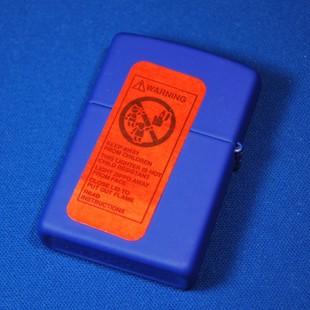 WARNING
KEEP AWAY
FROM CHILDREN
THIS LIGHTER IS NOT
CHILD RESISTANT
LIGHT ZIPPO AWAY
FROM FACE
CLOSE LID TO
PUT OUT FLAME
READ
INSTRUCTIONS